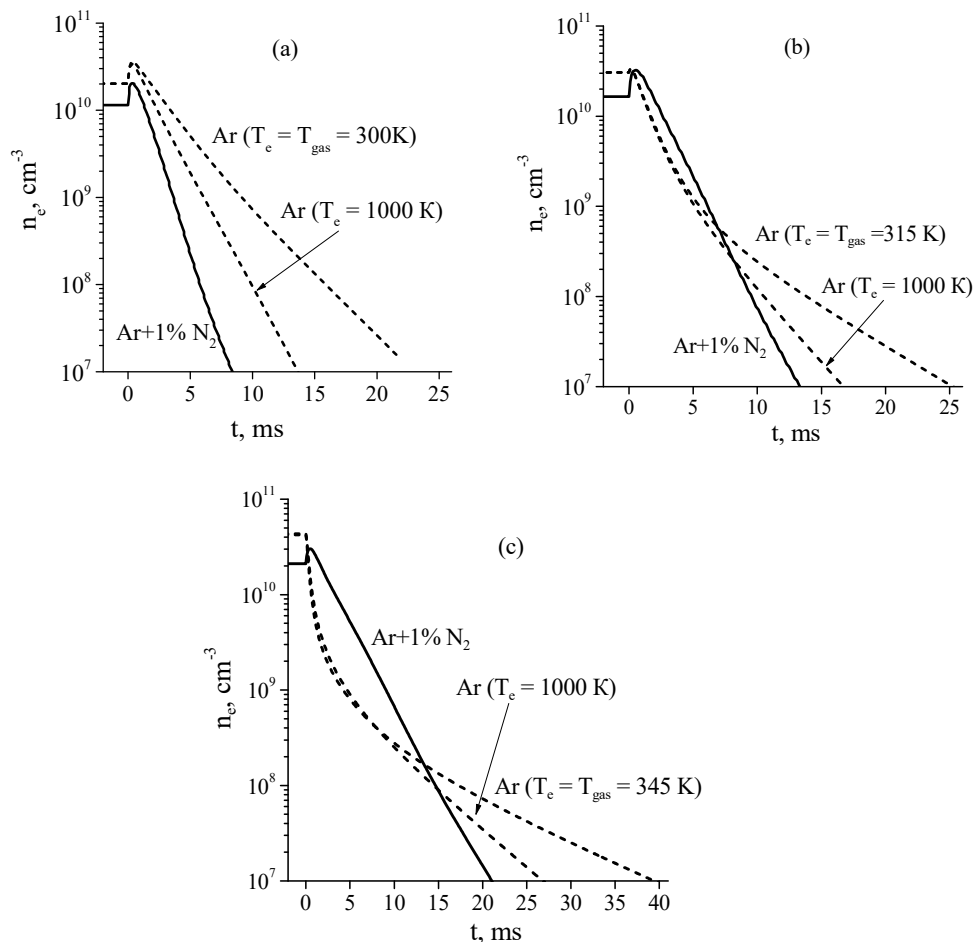 (a)
n_e, cm^-3
10^11
10^10
10^9
10^8
10^7
Ar (T_e = T_gas = 300K)
Ar (T_e = 1000 K)
Ar+1% N_2
0 5 10 15 20 25
t, ms
(b)
n_e, cm^-3
10^11
10^10
10^9
10^8
10^7
Ar (T_e = T_gas =315 K)
Ar (T_e = 1000 K)
Ar+1% N_2
0 5 10 15 20 25
t, ms
(c)
n_e, cm^-3
10^11
10^10
10^9
10^8
10^7
Ar+1% N_2
Ar (T_e = 1000 K)
Ar (T_e = T_gas = 345 K)
0 5 10 15 20 25 30 35 40
t, ms